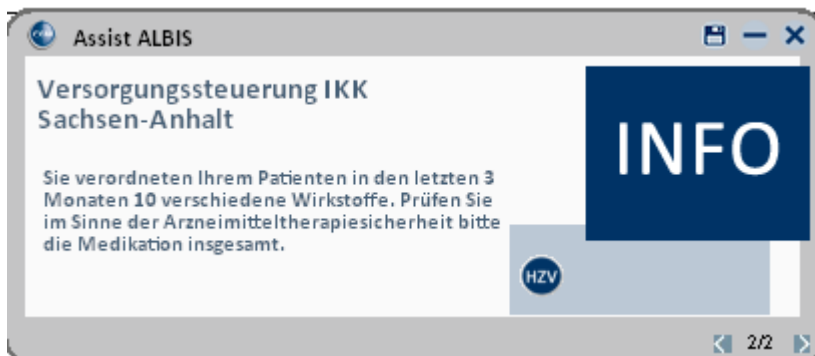 Assist ALBIS
Versorgungssteuerung IKK
Sachsen-Anhalt
INFO
Sie verordneten Ihrem Patienten in den letzten 3
Monaten 10 verschiedene Wirkstoffe. Prüfen Sie
im Sinne der Arzneimitteltherapiesicherheit bitte
die Medikation insgesamt.
HZV
2/2